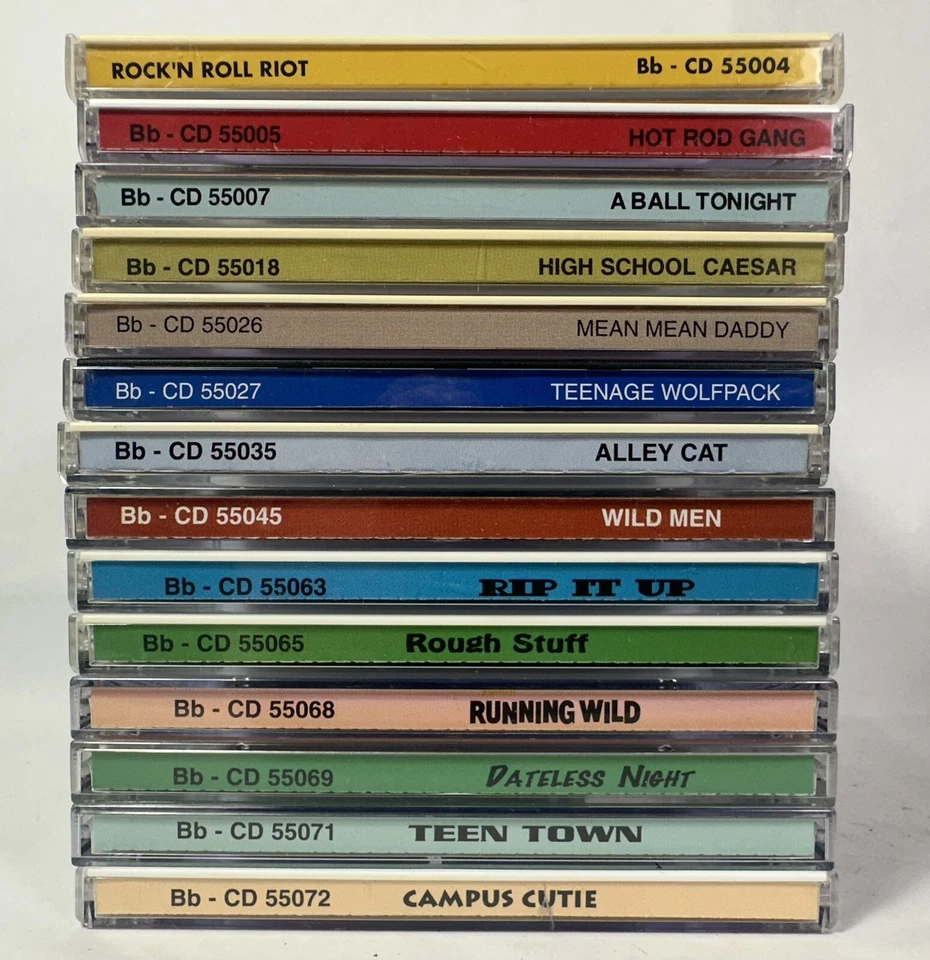 ROCK'N ROLL RIOT Bb - CD 55004
Bb - CD 55005 HOT ROD GANG
Bb - CD 55007 A BALL TONIGHT
Bb - CD 55018 HIGH SCHOOL CAESAR
Bb - CD 55026 MEAN MEAN DADDY
Bb - CD 55027 TEENAGE WOLFPACK
Bb - CD 55035 ALLEY CAT
Bb - CD 55045 WILD MEN
Bb - CD 55063 RIP IT UP
Bb - CD 55065 Rough Stuff
Bb - CD 55068 RUNNING WILD
Bb - CD 55069 DATELESS NIGHT
Bb - CD 55071 TEEN TOWN
Bb - CD 55072 CAMPUS CUTIE